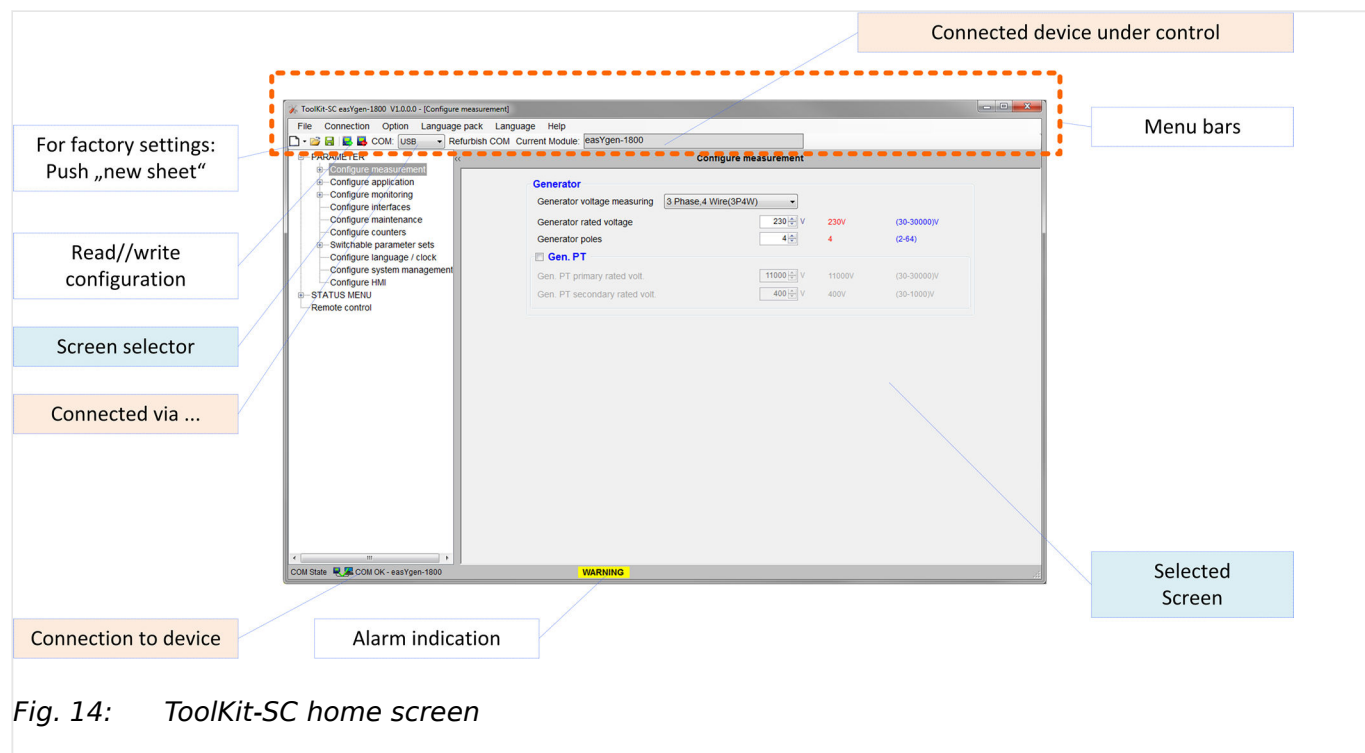 Connected device under control
ToolKit-SC easYgen-1800 V1.0.0.0 - [Configure measurement]
File Connection Option Language pack Language Help
COM: USB Refurbish COM Current Module: easYgen-1800
Menu bars
For factory settings:
Push „new sheet“
Read//write
configuration
Screen selector
Connected via ...
PARAMETER
Configure measurement
Configure application
Configure monitoring
Configure interfaces
Configure maintenance
Configure counters
Switchable parameter sets
Configure language / clock
Configure system management
Configure HMI
STATUS MENU
Remote control
<< Configure measurement
Generator
Generator voltage measuring 3 Phase,4 Wire(3P4W)
Generator rated voltage 230 V 230V (30-30000)V
Generator poles 4 4 (2-64)
Gen. PT
Gen. PT primary rated volt. 11000 V 11000V (30-30000)V
Gen. PT secondary rated volt. 400 V 400V (30-1000)V
COM State COM OK - easYgen-1800 WARNING
Selected
Screen
Connection to device
Alarm indication
Fig. 14: ToolKit-SC home screen